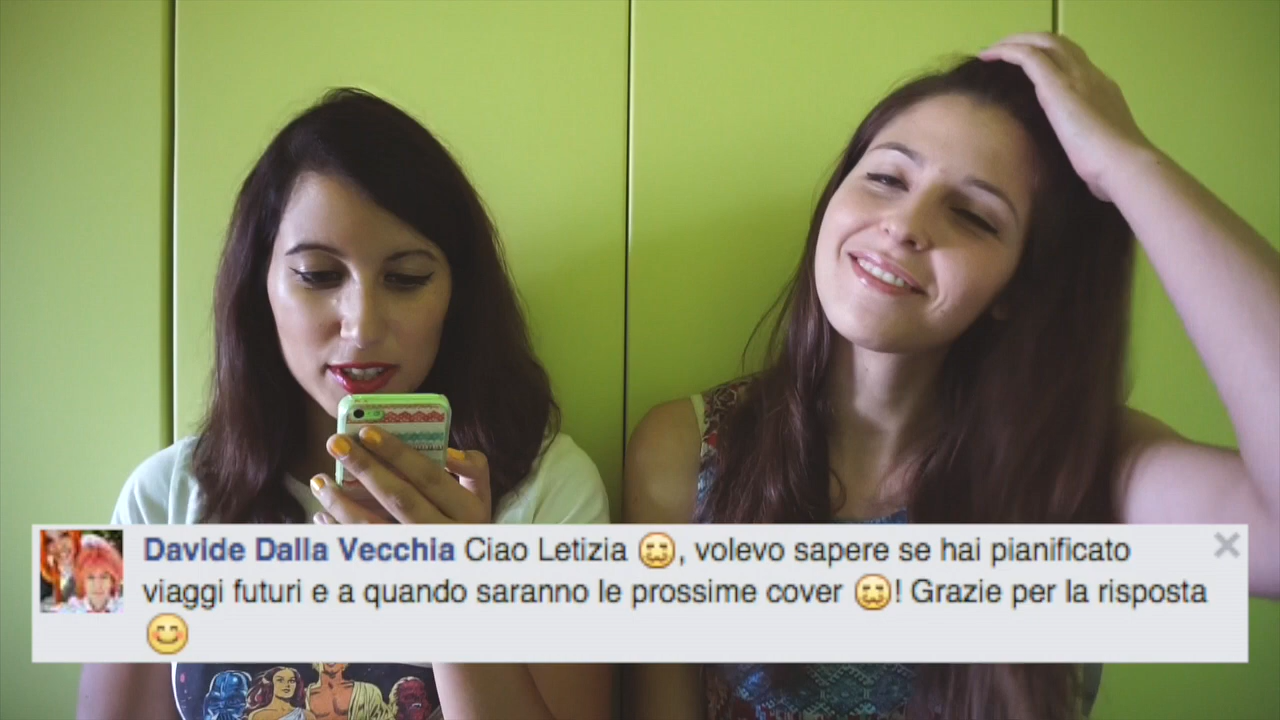 Davide Dalla Vecchia Ciao Letizia 😊, volevo sapere se hai pianificato
viaggi futuri e a quando saranno le prossime cover 😊! Grazie per la risposta
😊